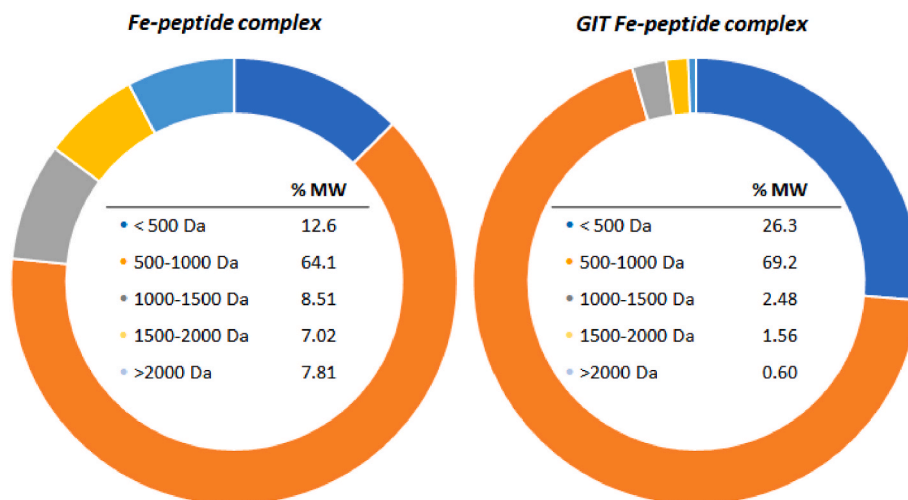 Fe-peptide complex
% MW
< 500 Da 12.6
500-1000 Da 64.1
1000-1500 Da 8.51
1500-2000 Da 7.02
>2000 Da 7.81
GIT Fe-peptide complex
% MW
< 500 Da 26.3
500-1000 Da 69.2
1000-1500 Da 2.48
1500-2000 Da 1.56
>2000 Da 0.60